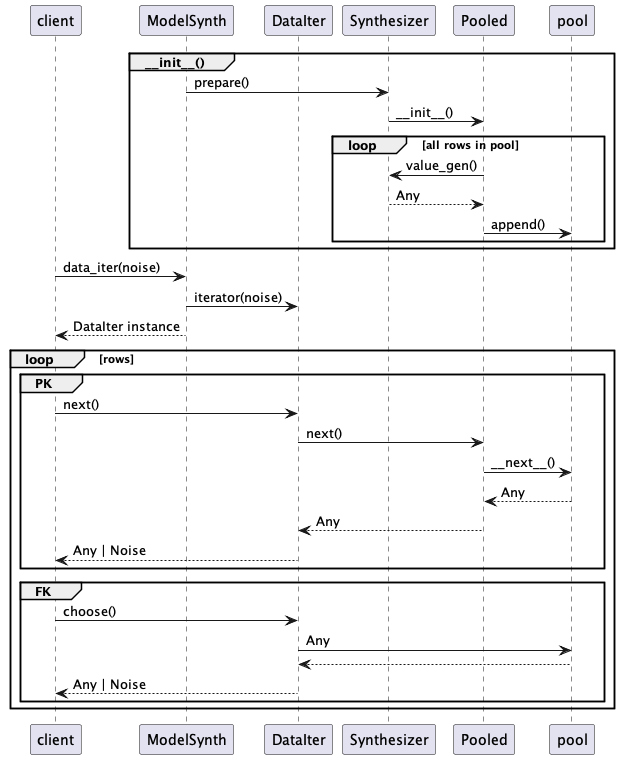 client ModelSynth DataIter Synthesizer Pooled pool
__init__()
prepare()
__init__()
loop [all rows in pool]
value_gen()
Any
append()
data_iter(noise)
iterator(noise)
DataIter instance
loop [rows]
PK
next()
next()
__next__()
Any
Any
Any | Noise
FK
choose()
Any
Any | Noise
client ModelSynth DataIter Synthesizer Pooled pool